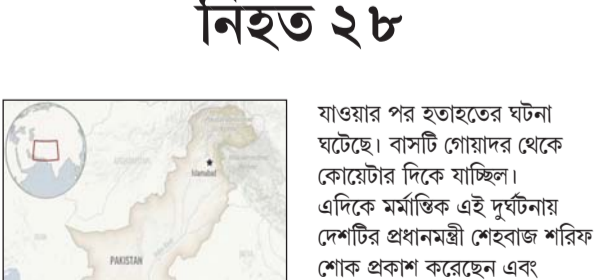 নিহত ২৮
যাওয়ার পর হতাহতের ঘটনা
ঘটেছে। বাসটি গোয়াদর থেকে
কোয়েটার দিকে যাচ্ছিল।
এদিকে মর্মান্তিক এই দুর্ঘটনায়
দেশটির প্রধানমন্ত্রী শেহবাজ শরিফ
শোক প্রকাশ করেছেন এবং
Islamabad
PAKISTAN